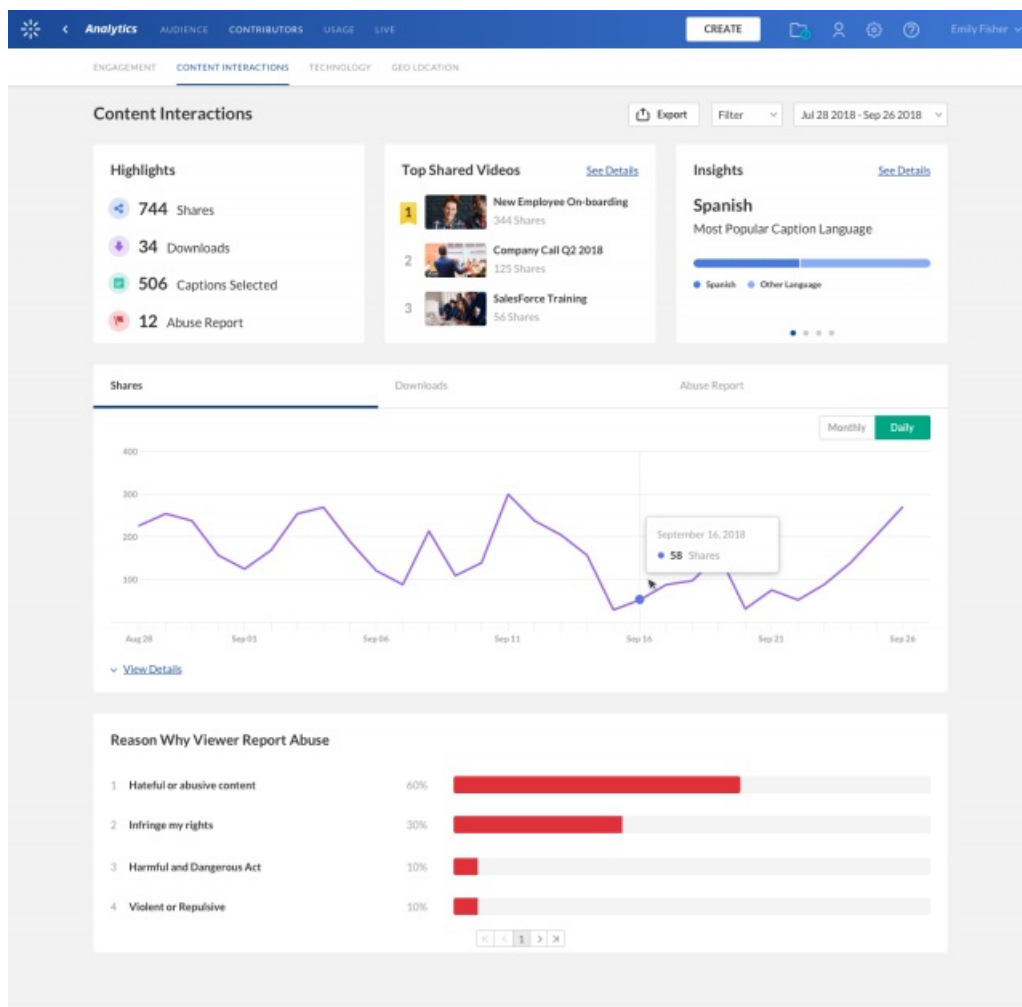 Analytics AUDIENCE CONTRIBUTORS USAGE LIVE CREATE Emily Fisher
ENGAGEMENT CONTENT INTERACTIONS TECHNOLOGY GEO LOCATION
Content Interactions Export Filter Jul 28 2018 - Sep 26 2018
Highlights
744 Shares
34 Downloads
506 Captions Selected
12 Abuse Report
Top Shared Videos See Details
1 New Employee On-boarding
344 Shares
2 Company Call Q2 2018
125 Shares
3 SalesForce Training
56 Shares
Insights See Details
Spanish
Most Popular Caption Language
Spanish Other Language
Shares Downloads Abuse Report
Monthly Daily
400
300
200
100
September 16, 2018
58 Shares
Aug 28 Sep 01 Sep 06 Sep 11 Sep 16 Sep 21 Sep 26
View Details
Reason Why Viewer Report Abuse
1 Hateful or abusive content 60%
2 Infringe my rights 30%
3 Harmful and Dangerous Act 10%
4 Violent or Repulsive 10%
1